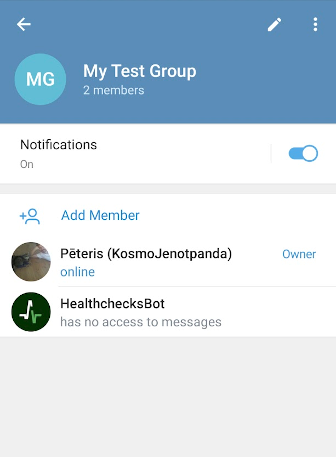 MG
My Test Group
2 members
Notifications
On
Add Member
Pēteris (KosmoJenotpanda)
Owner
online
HealthchecksBot
has no access to messages